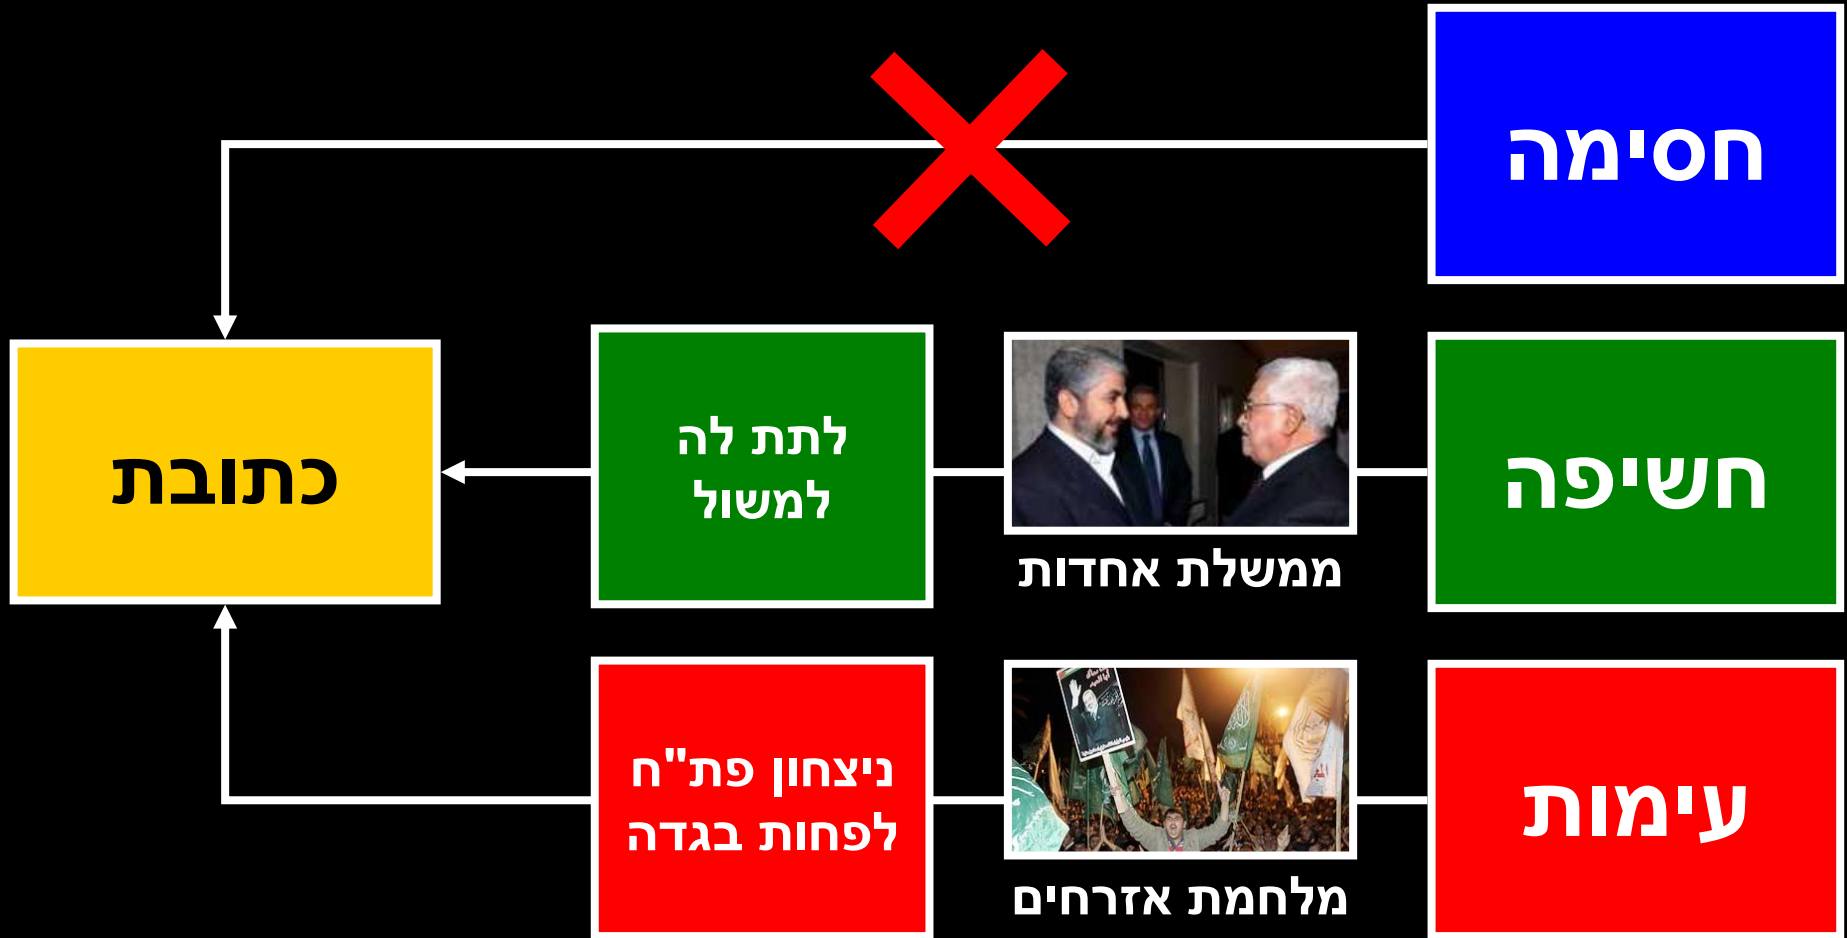 חסימה
חשיפה
ממשלת אחדות
לתת לה
למשול
כתובת
עימות
מלחמת אזרחים
ניצחון פת"ח
לפחות בגדה